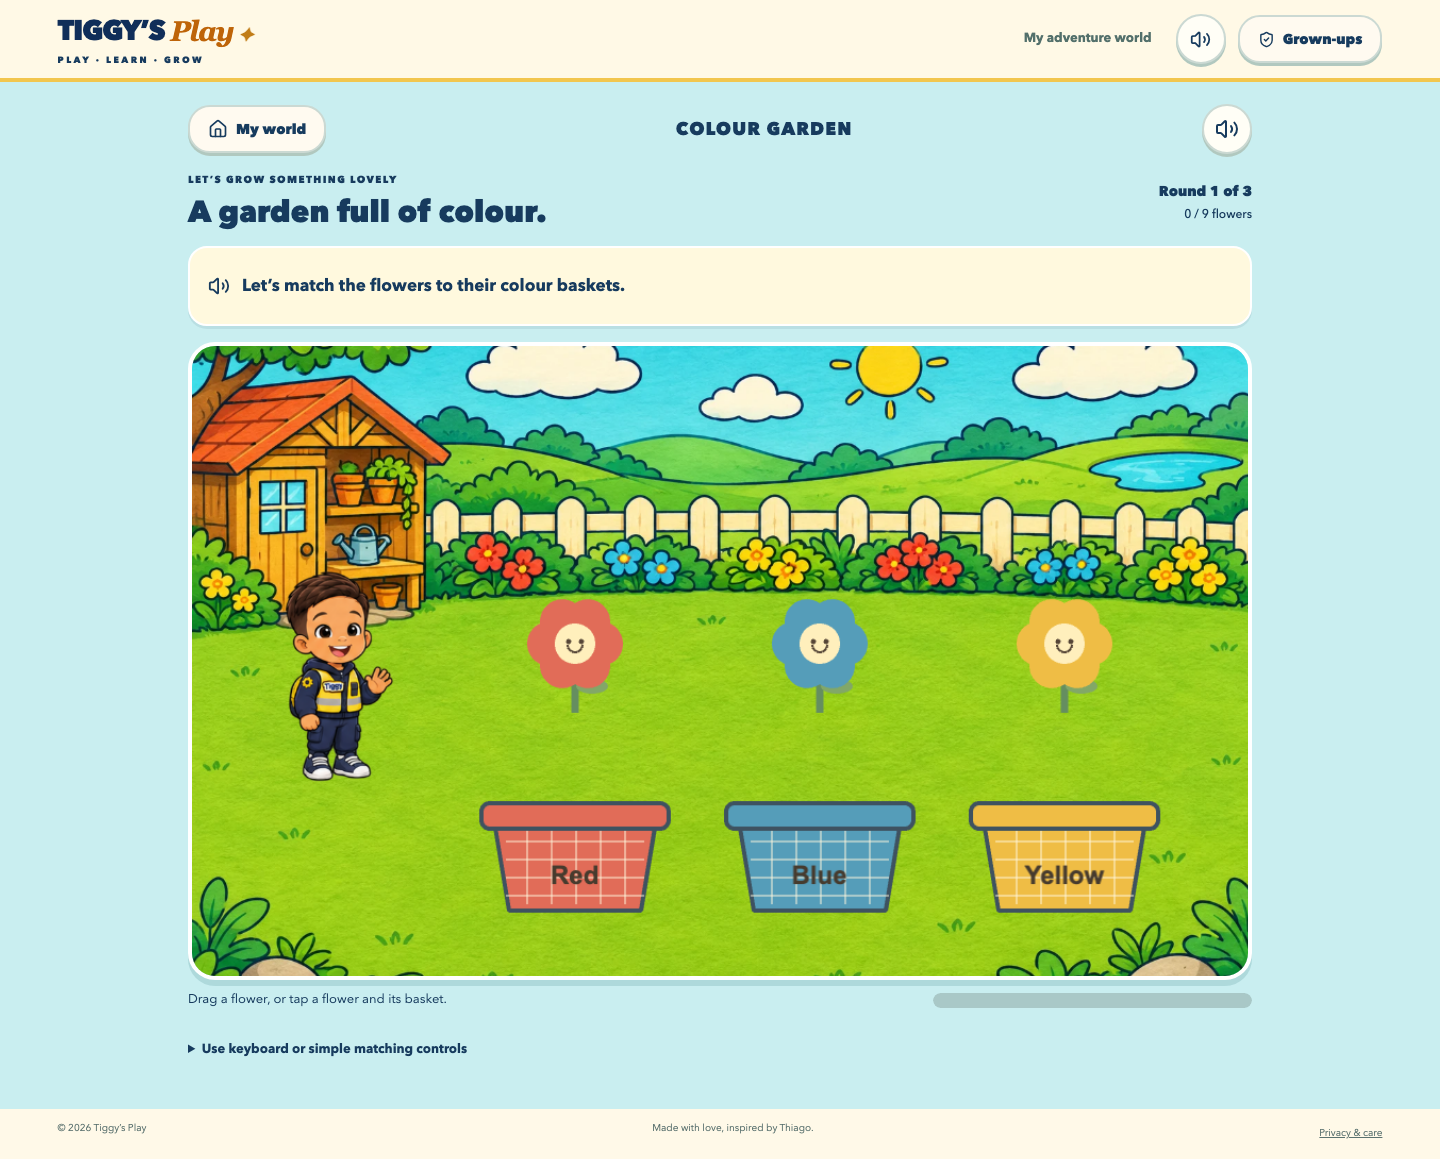 TIGGY'S Play
PLAY • LEARN • GROW
My adventure world
Grown-ups
My world
COLOUR GARDEN
LET'S GROW SOMETHING LOVELY
A garden full of colour.
Round 1 of 3
0 / 9 flowers
Let's match the flowers to their colour baskets.
Tiggy
Red
Blue
Yellow
Drag a flower, or tap a flower and its basket.
Use keyboard or simple matching controls
© 2026 Tiggy's Play
Made with love, inspired by Thiago.
Privacy & care